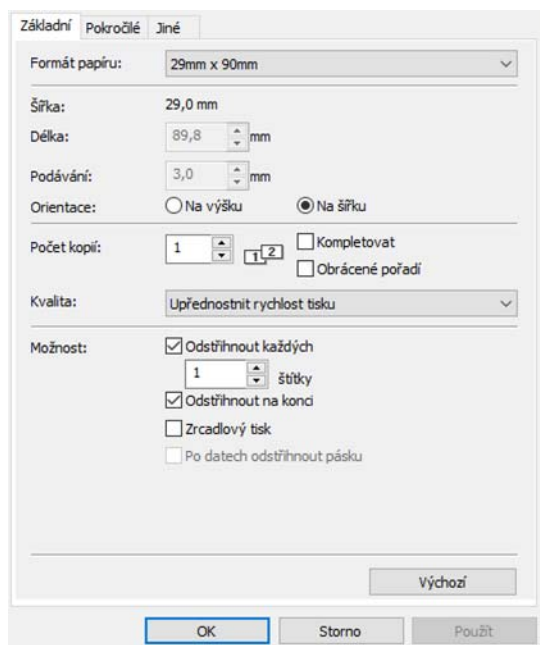 Základní Pokročilé Jiné
Formát papíru: 29mm x 90mm
Šířka: 29,0 mm
Délka: 89,8 mm
Podávání: 3,0 mm
Orientace: Na výšku Na šířku
Počet kopií: 1 1 2 Kompletovat
Obrácené pořadí
Kvalita: Upřednostnit rychlost tisku
Možnost: Odstřihnout každých
1 štítky
Odstřihnout na konci
Zrcadlový tisk
Po datech odstřihnout pásku
Výchozí
OK Storno Použít